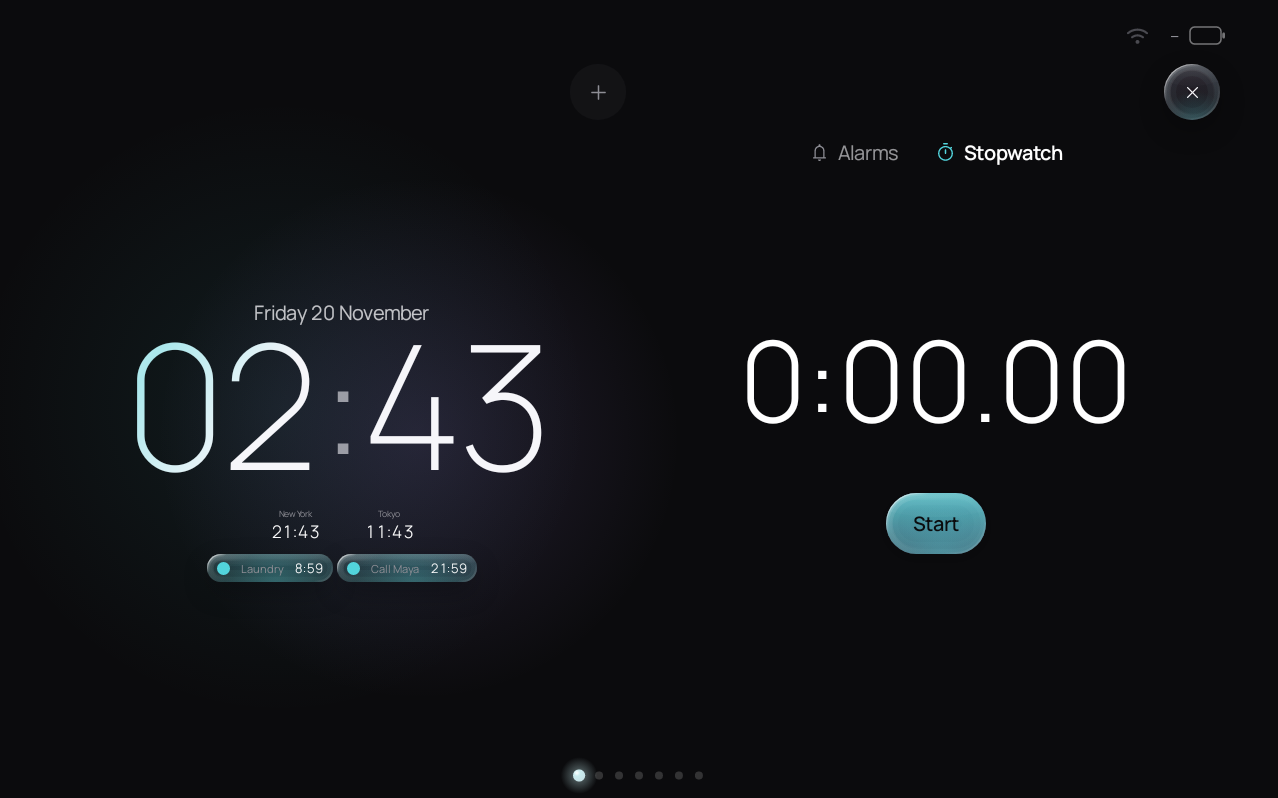 Alarms Stopwatch
Friday 20 November
02:43
New York Tokyo
21:43 11:43
Laundry 8:59 Call Maya 21:59
0:00.00
Start